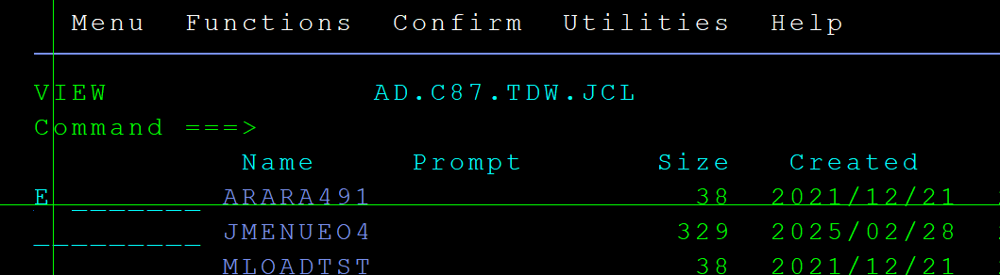 Menu Functions Confirm Utilities Help
VIEW AD.C87.TDW.JCL
Command ===>
Name Prompt Size Created
E _______ ARARA491 38 2021/12/21
_________ JMENUEO4 329 2025/02/28
MLOADTST 38 2021/12/21